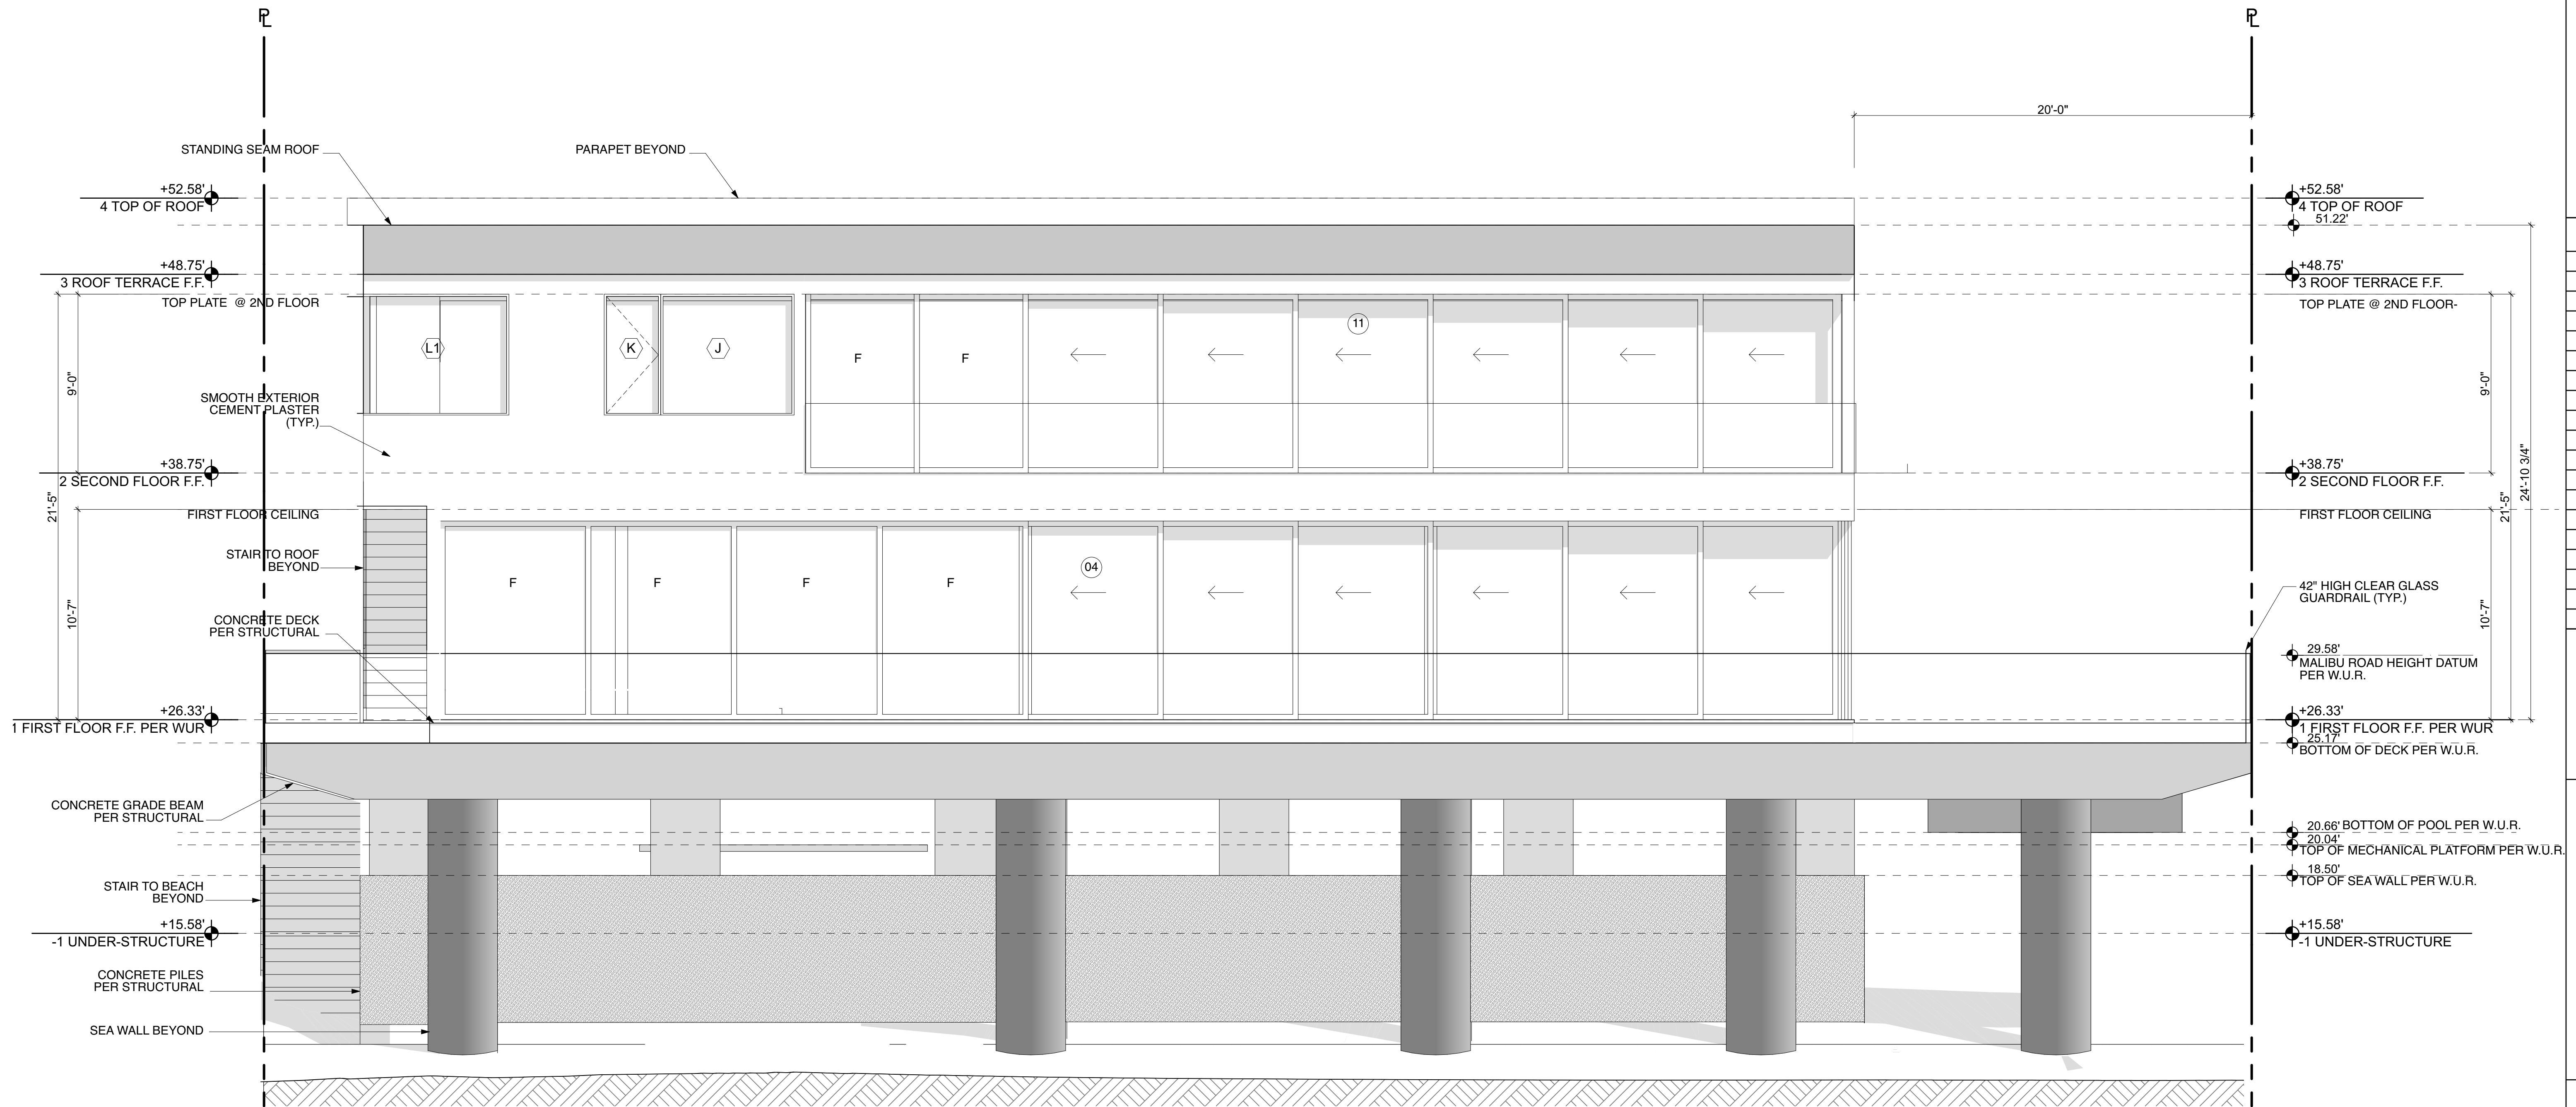 PL
PL
20'-0"
STANDING SEAM ROOF
PARAPET BEYOND
+52.58'
4 TOP OF ROOF
+48.75'
3 ROOF TERRACE F.F.
TOP PLATE @ 2ND FLOOR
9'-0"
SMOOTH EXTERIOR
CEMENT PLASTER
(TYP.)
+38.75'
2 SECOND FLOOR F.F.
21'-5"
FIRST FLOOR CEILING
STAIR TO ROOF
BEYOND
10'-7"
CONCRETE DECK
PER STRUCTURAL
+26.33'
1 FIRST FLOOR F.F. PER WUR
CONCRETE GRADE BEAM
PER STRUCTURAL
STAIR TO BEACH
BEYOND
+15.58'
-1 UNDER-STRUCTURE
CONCRETE PILES
PER STRUCTURAL
SEA WALL BEYOND
L1
K
J
F
F
11
F
F
F
F
04
+52.58'
4 TOP OF ROOF
51.22'
+48.75'
3 ROOF TERRACE F.F.
TOP PLATE @ 2ND FLOOR-
9'-0"
+38.75'
2 SECOND FLOOR F.F.
24'-10 3/4"
21'-5"
FIRST FLOOR CEILING
42" HIGH CLEAR GLASS
GUARDRAIL (TYP.)
10'-7"
29.58'
MALIBU ROAD HEIGHT DATUM
PER W.U.R.
+26.33'
1 FIRST FLOOR F.F. PER WUR
25.17'
BOTTOM OF DECK PER W.U.R.
20.66' BOTTOM OF POOL PER W.U.R.
20.04'
TOP OF MECHANICAL PLATFORM PER W.U.R.
18.50'
TOP OF SEA WALL PER W.U.R.
+15.58'
-1 UNDER-STRUCTURE